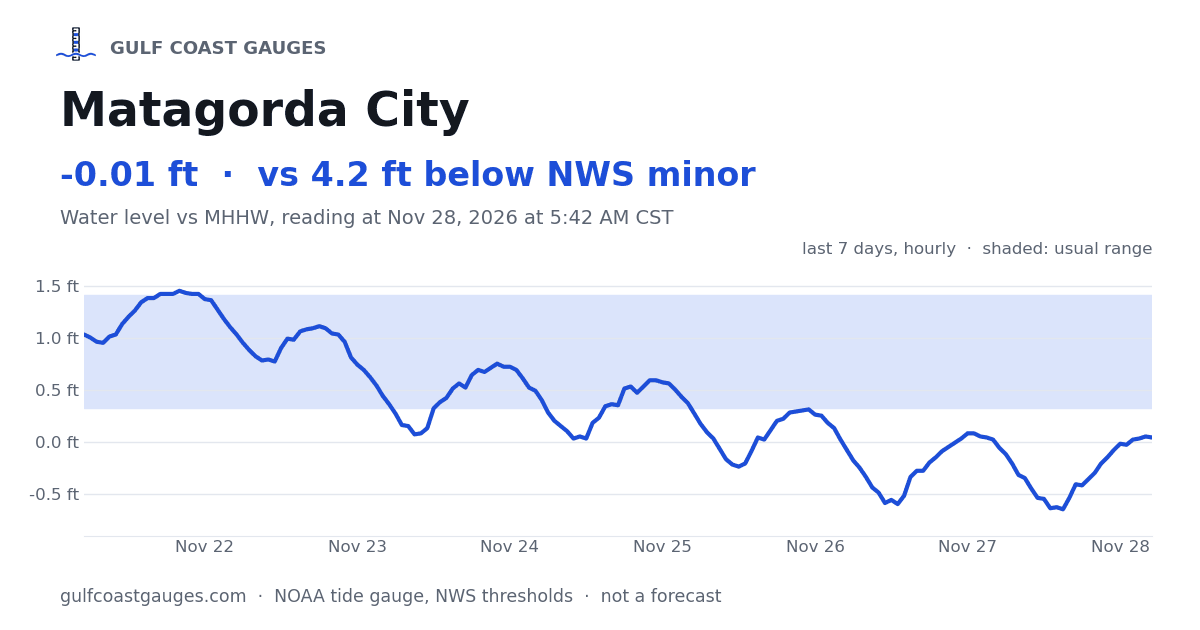 GULF COAST GAUGES
Matagorda City
-0.01 ft · vs 4.2 ft below NWS minor
Water level vs MHHW, reading at Nov 28, 2026 at 5:42 AM CST
last 7 days, hourly · shaded: usual range
1.5 ft
1.0 ft
0.5 ft
0.0 ft
-0.5 ft
Nov 22 Nov 23 Nov 24 Nov 25 Nov 26 Nov 27 Nov 28
gulfcoastgauges.com · NOAA tide gauge, NWS thresholds · not a forecast